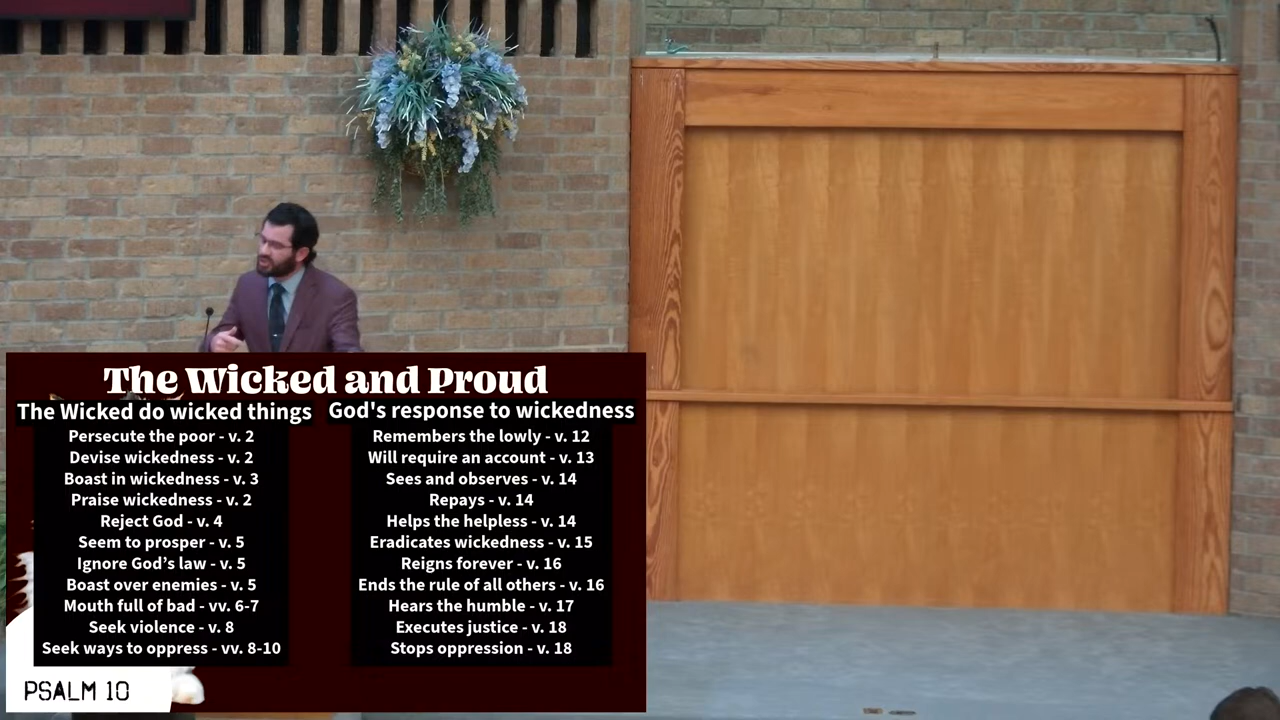 The Wicked and Proud
The Wicked do wicked things
Persecute the poor - v. 2
Devise wickedness - v. 2
Boast in wickedness - v. 3
Praise wickedness - v. 2
Reject God - v. 4
Seem to prosper - v. 5
Ignore God’s law - v. 5
Boast over enemies - v. 5
Mouth full of bad - vv. 6-7
Seek violence - v. 8
Seek ways to oppress - vv. 8-10
God's response to wickedness
Remembers the lowly - v. 12
Will require an account - v. 13
Sees and observes - v. 14
Repays - v. 14
Helps the helpless - v. 14
Eradicates wickedness - v. 15
Reigns forever - v. 16
Ends the rule of all others - v. 16
Hears the humble - v. 17
Executes justice - v. 18
Stops oppression - v. 18
PSALM 10